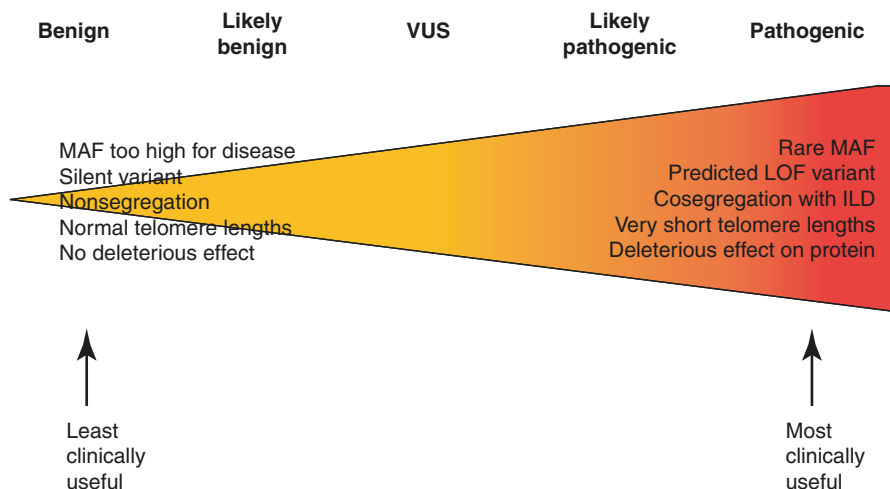 Benign
Likely
benign
VUS
Likely
pathogenic
Pathogenic
MAF too high for disease
Silent variant
Nonsegregation
Normal telomere lengths
No deleterious effect
Rare MAF
Predicted LOF variant
Cosegregation with ILD
Very short telomere lengths
Deleterious effect on protein
Least
clinically
useful
Most
clinically
useful